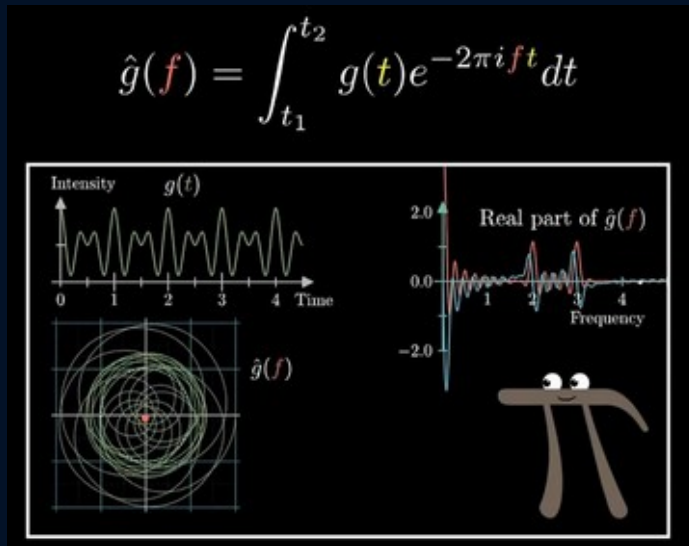 ĝ(f) = ∫_{t₁}^{t₂} g(t)e^{−2πift}dt
Intensity g(t)
0 1 2 3 4 Time
ĝ(f)
Real part of ĝ(f)
2.0
0.0
1 2 3 4
Frequency
−2.0